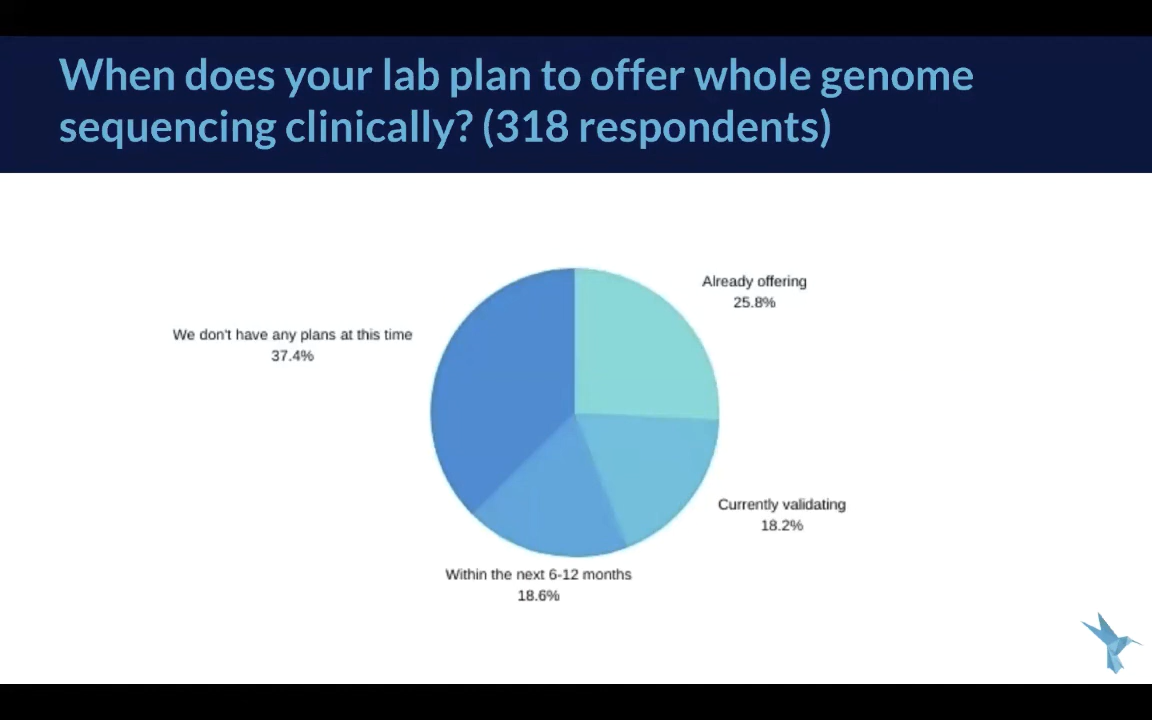 When does your lab plan to offer whole genome
sequencing clinically? (318 respondents)
Already offering
25.8%
We don't have any plans at this time
37.4%
Currently validating
18.2%
Within the next 6-12 months
18.6%